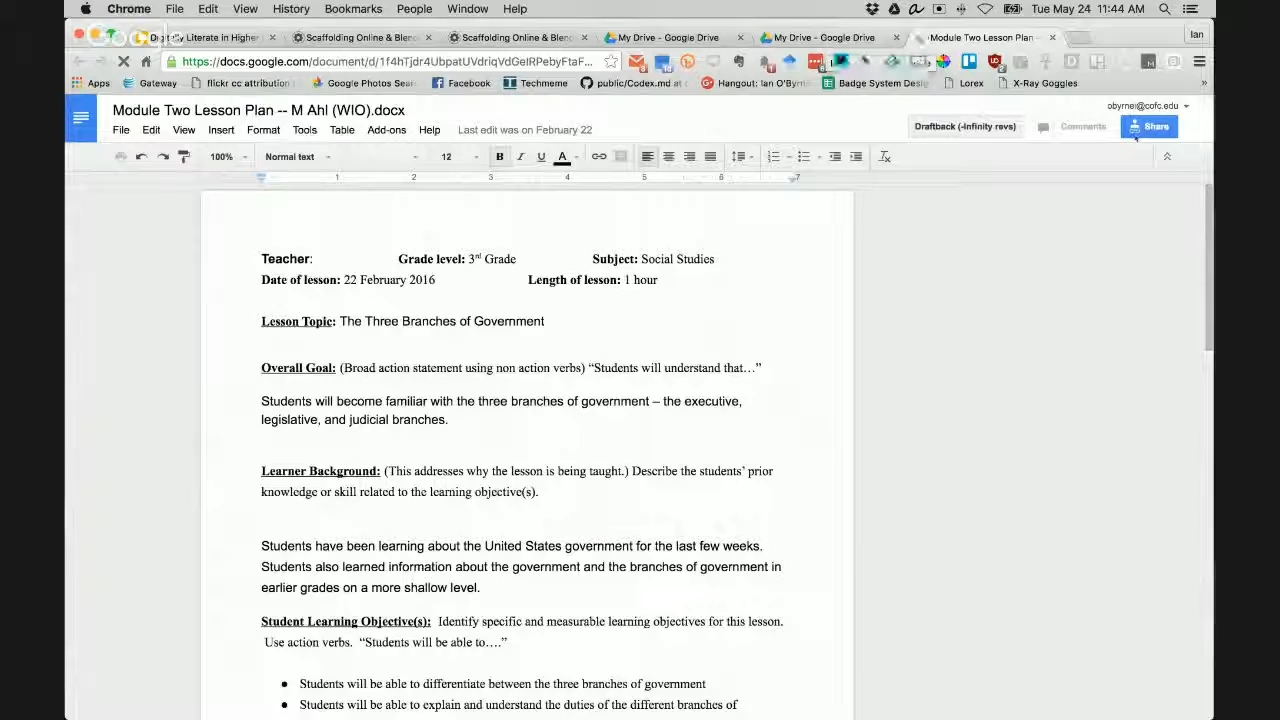 Chrome File Edit View History Bookmarks People Window Help Tue May 24 11:44 AM
Google
Digitally Literate in Higher Scaffolding Online & Blend Scaffolding Online & Blend My Drive - Google Drive My Drive - Google Drive Module Two Lesson Plan - Ian
https://docs.google.com/document/d/1f4hTjdr4UbpatUVdriqVdGelRPebyFtaF...
Apps Gateway flickr cc attribution Google Photos Sear Facebook Techmeme public/Codex.md at Hangout: Ian O'Byrn Badge System Design Lorex X-Ray Goggles »
Module Two Lesson Plan -- M Ahl (WIO).docx
obyrnei@cofc.edu
File Edit View Insert Format Tools Table Add-ons Help Last edit was on February 22
Draftback (-Infinity revs) Comments Share
100% Normal text 12 B I U A
1 2 3 4 5 6 7
Teacher: Grade level: 3rd Grade Subject: Social Studies
Date of lesson: 22 February 2016 Length of lesson: 1 hour
Lesson Topic: The Three Branches of Government
Overall Goal: (Broad action statement using non action verbs) “Students will understand that…”
Students will become familiar with the three branches of government – the executive,
legislative, and judicial branches.
Learner Background: (This addresses why the lesson is being taught.) Describe the students’ prior
knowledge or skill related to the learning objective(s).
Students have been learning about the United States government for the last few weeks.
Students also learned information about the government and the branches of government in
earlier grades on a more shallow level.
Student Learning Objective(s): Identify specific and measurable learning objectives for this lesson.
Use action verbs. “Students will be able to….”
● Students will be able to differentiate between the three branches of government
● Students will be able to explain and understand the duties of the different branches of